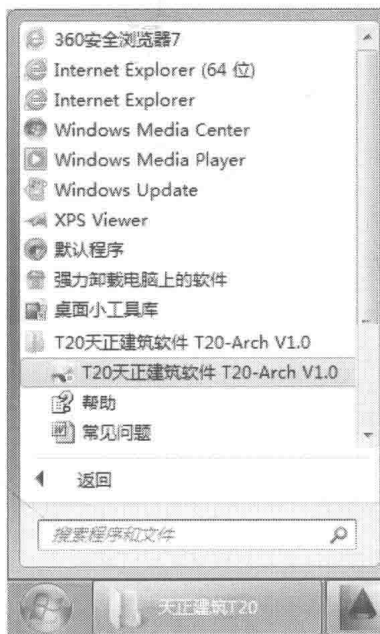 360安全浏览器7
Internet Explorer (64 位)
Internet Explorer
Windows Media Center
Windows Media Player
Windows Update
XPS Viewer
默认程序
强力卸载电脑上的软件
桌面小工具库
T20天正建筑软件 T20-Arch V1.0
T20天正建筑软件 T20-Arch V1.0
帮助
常见问题
返回
搜索程序和文件
天正建筑T20